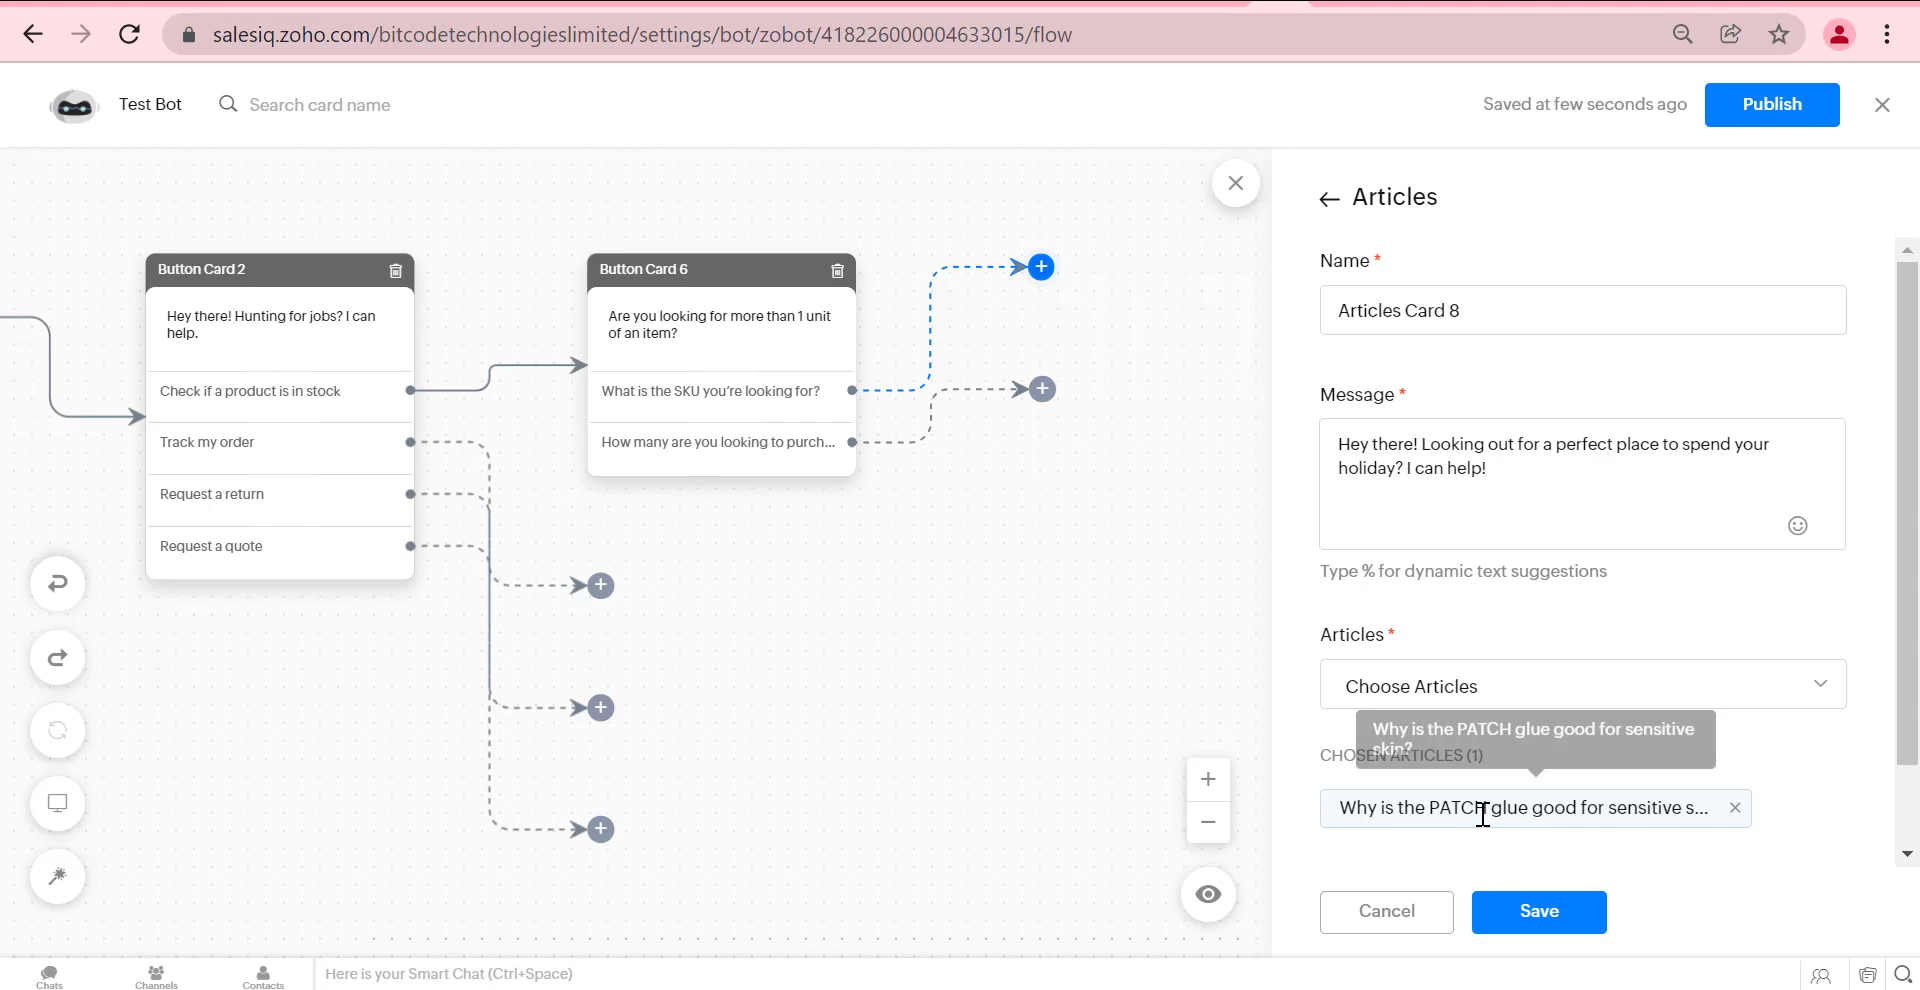 salesiq.zoho.com/bitcodetechnologieslimited/settings/bot/zobot/418226000004633015/flow
Test Bot
Search card name
Saved at few seconds ago
Publish
Button Card 2
Hey there! Hunting for jobs? I can
help.
Check if a product is in stock
Track my order
Request a return
Request a quote
Button Card 6
Are you looking for more than 1 unit
of an item?
What is the SKU you're looking for?
How many are you looking to purch...
Articles
Name *
Articles Card 8
Message *
Hey there! Looking out for a perfect place to spend your
holiday? I can help!
Type % for dynamic text suggestions
Articles *
Choose Articles
Why is the PATCH glue good for sensitive
skin?
CHOSEN ARTICLES (1)
Why is the PATCH glue good for sensitive s...
Cancel
Save
Chats
Channels
Contacts
Here is your Smart Chat (Ctrl+Space)